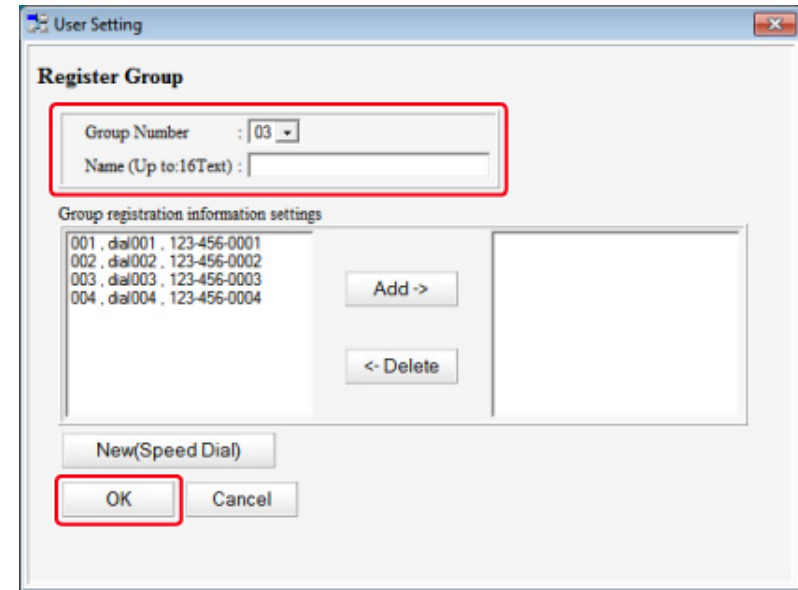 User Setting
Register Group
Group Number : 03
Name (Up to:16Text) :
Group registration information settings
001 , dial001 , 123-456-0001
002 , dial002 , 123-456-0002
003 , dial003 , 123-456-0003
004 , dial004 , 123-456-0004
Add ->
<- Delete
New(Speed Dial)
OK Cancel